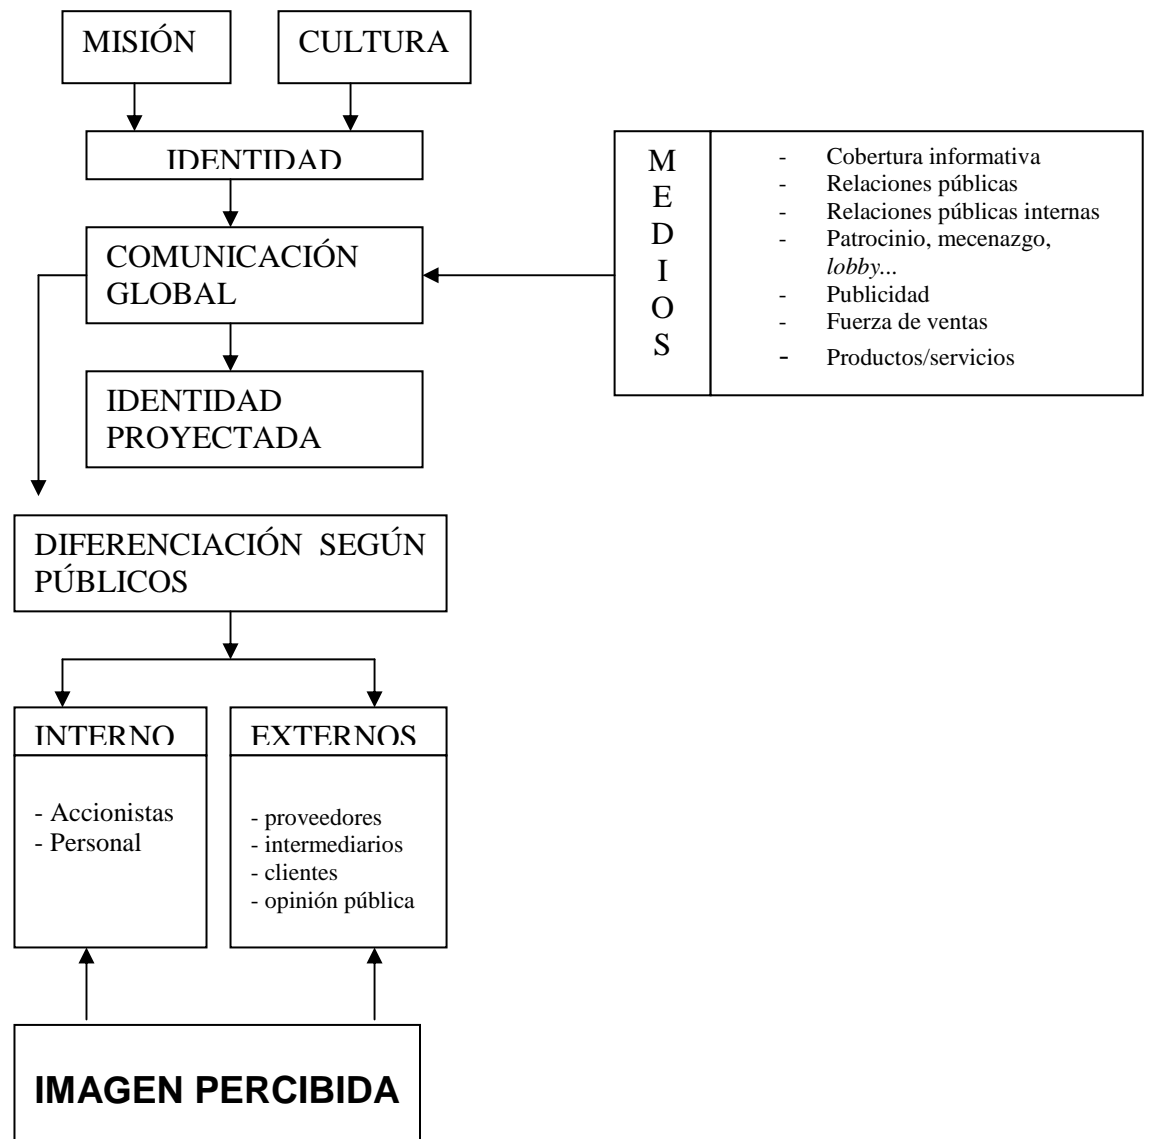 MISIÓN
CULTURA
IDENTIDAD
COMUNICACIÓN
GLOBAL
IDENTIDAD
PROYECTADA
M
E
D
I
O
S
- Cobertura informativa
- Relaciones públicas
- Relaciones públicas internas
- Patrocinio, mecenazgo,
lobby...
- Publicidad
- Fuerza de ventas
- Productos/servicios
DIFERENCIACIÓN SEGÚN
PÚBLICOS
INTERNO
- Accionistas
- Personal
EXTERNOS
- proveedores
- intermediarios
- clientes
- opinión pública
IMAGEN PERCIBIDA